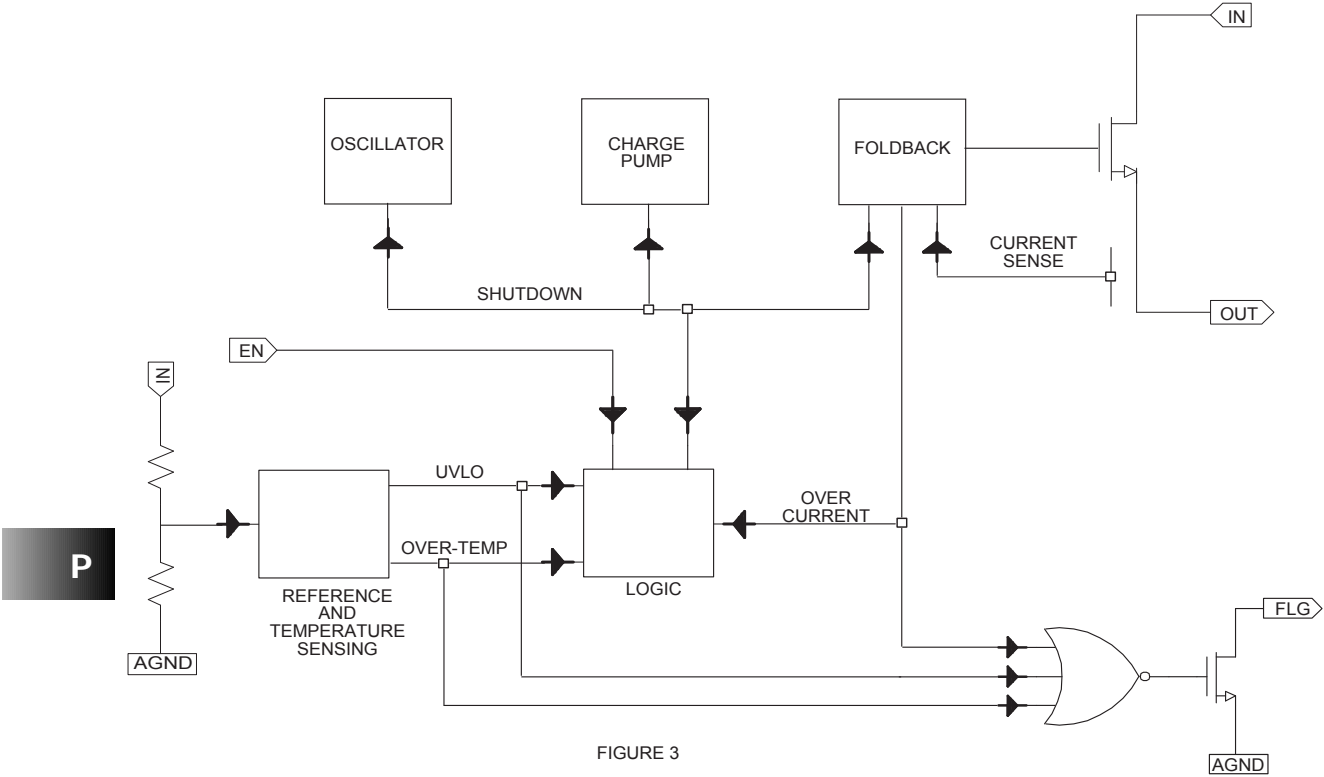 IN
OSCILLATOR
CHARGE
PUMP
FOLDBACK
CURRENT
SENSE
SHUTDOWN
OUT
EN
IN
UVLO
OVER
CURRENT
OVER-TEMP
P
LOGIC
REFERENCE
AND
TEMPERATURE
SENSING
FLG
AGND
FIGURE 3
AGND